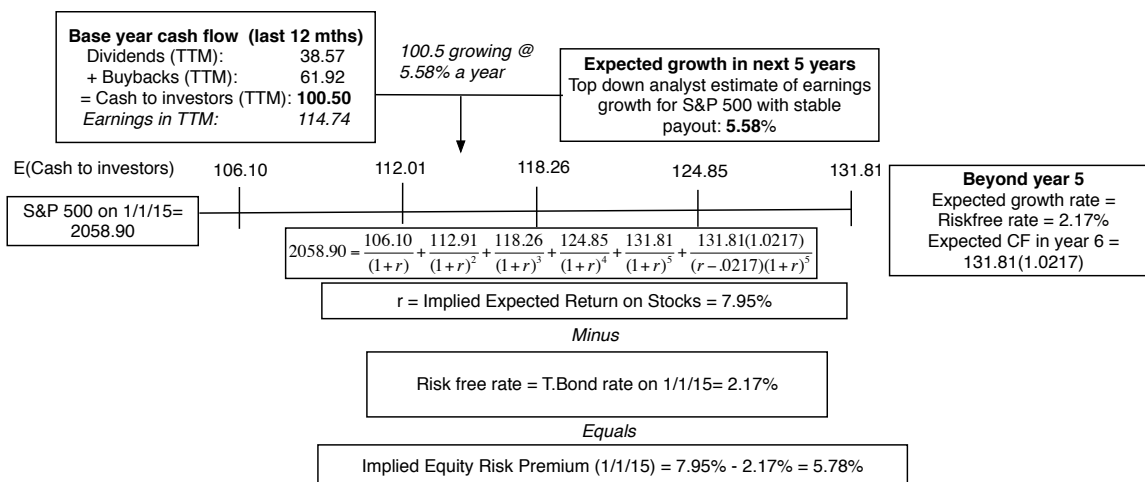 Base year cash flow (last 12 mths)
Dividends (TTM): 38.57
+ Buybacks (TTM): 61.92
= Cash to investors (TTM): 100.50
Earnings in TTM: 114.74
100.5 growing @
5.58% a year
Expected growth in next 5 years
Top down analyst estimate of earnings
growth for S&P 500 with stable
payout: 5.58%
E(Cash to investors) 106.10 112.01 118.26 124.85 131.81
S&P 500 on 1/1/15=
2058.90
2058.90 = 106.10/(1+r) + 112.91/(1+r)^2 + 118.26/(1+r)^3 + 124.85/(1+r)^4 + 131.81/(1+r)^5 + 131.81(1.0217)/(r−.0217)(1+r)^5
Beyond year 5
Expected growth rate =
Riskfree rate = 2.17%
Expected CF in year 6 =
131.81(1.0217)
r = Implied Expected Return on Stocks = 7.95%
Minus
Risk free rate = T.Bond rate on 1/1/15= 2.17%
Equals
Implied Equity Risk Premium (1/1/15) = 7.95% - 2.17% = 5.78%